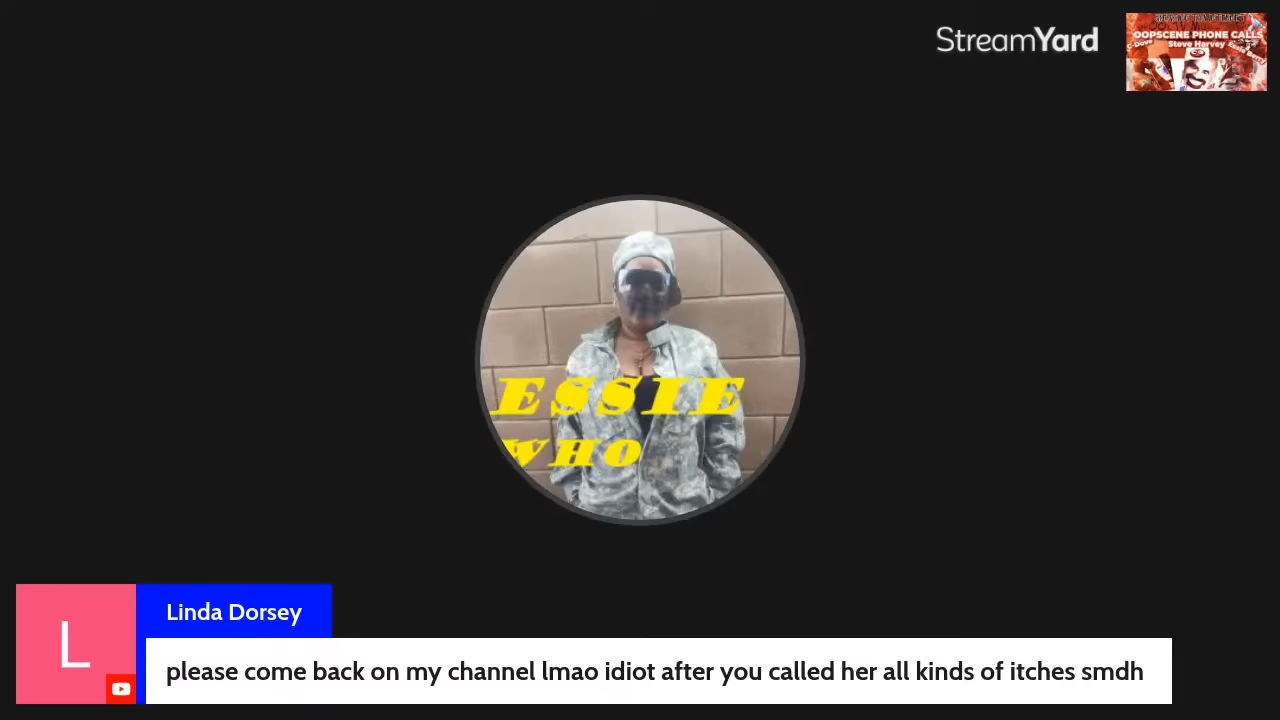 StreamYard
OOPSCENE PHONE CALLS
Steve Harvey
ESSIE
WHO
L
Linda Dorsey
please come back on my channel lmao idiot after you called her all kinds of itches smdh